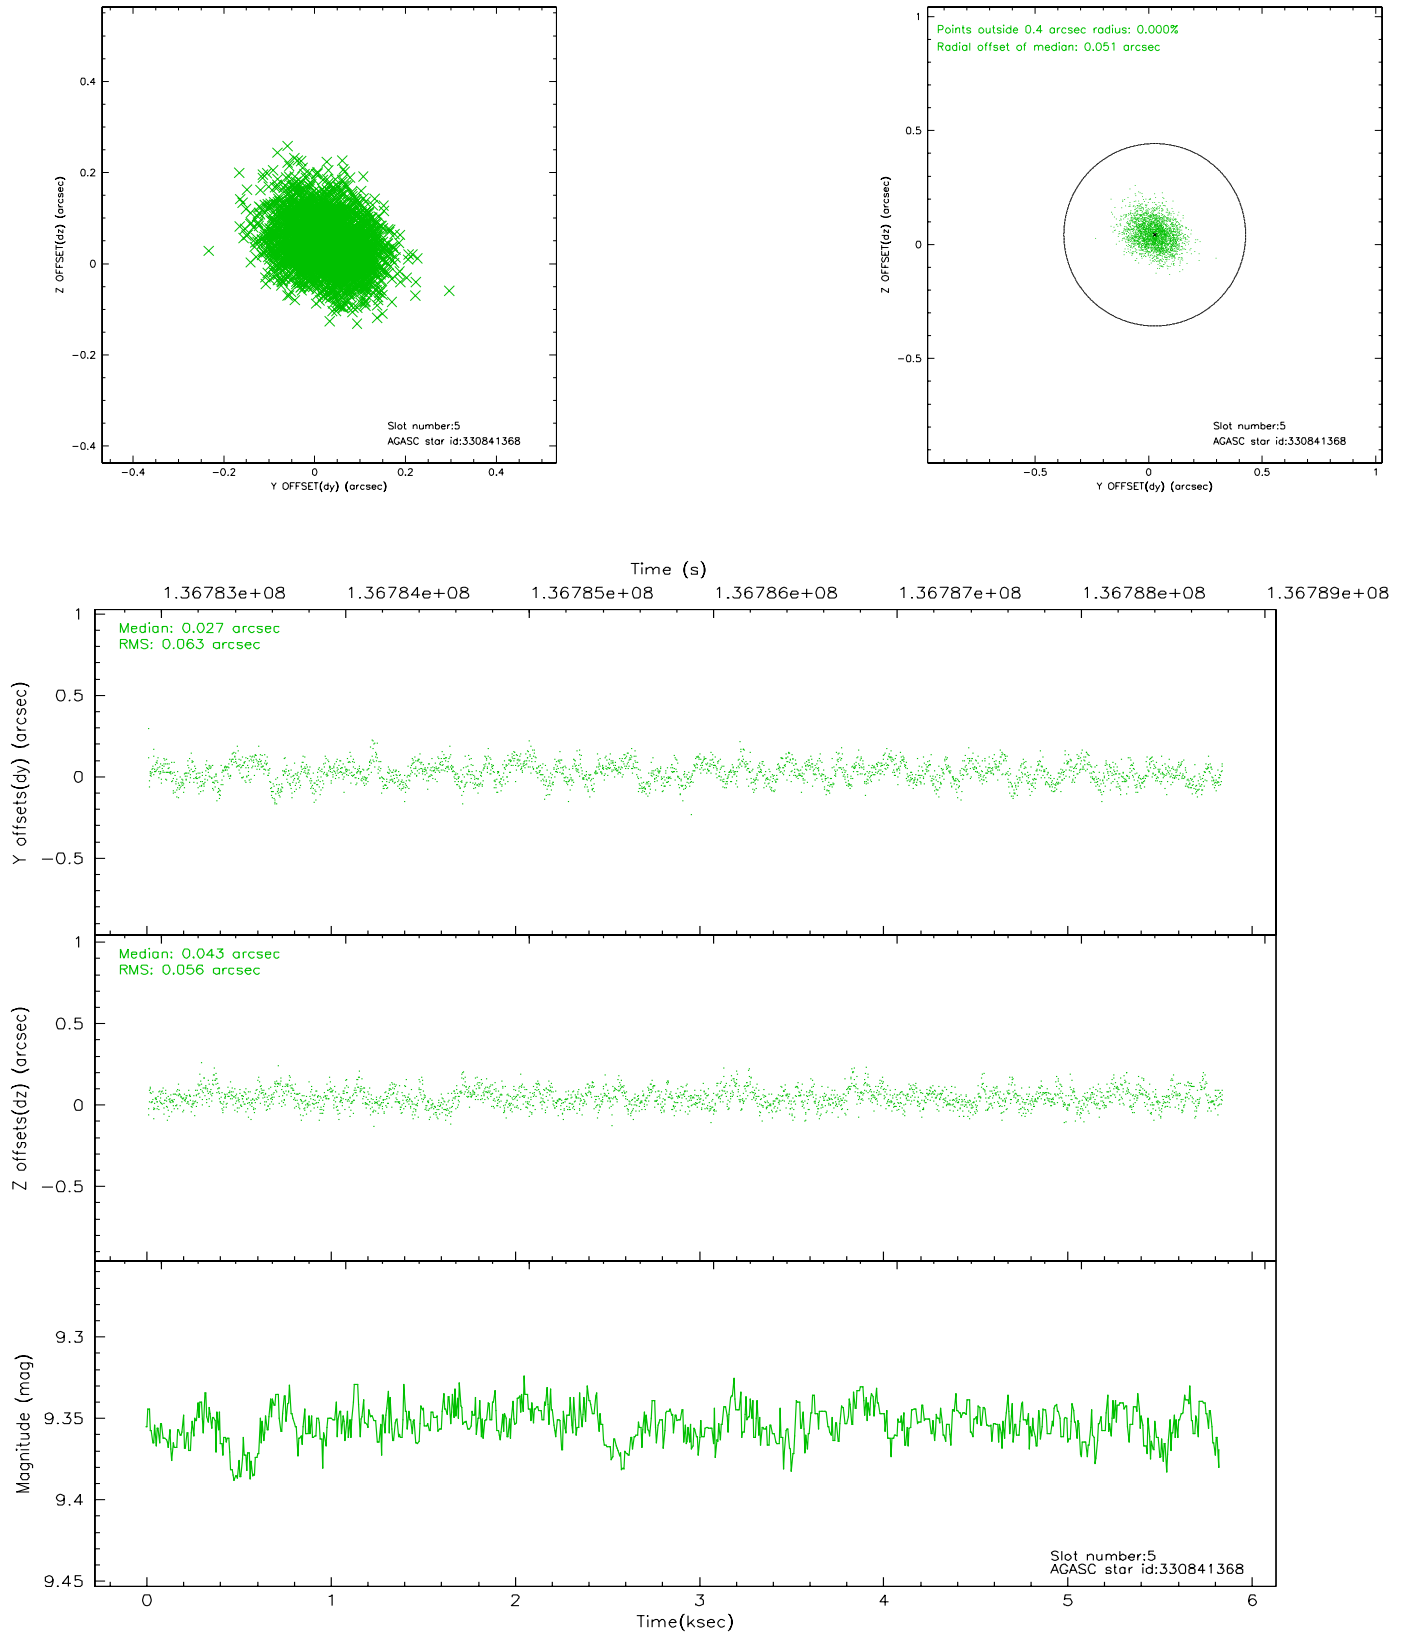 0.4
0.2
0
−0.2
−0.4
Z OFFSET(dz) (arcsec)
Slot number:5
AGASC star id:330841368
−0.4 −0.2 0 0.2 0.4
Y OFFSET(dy) (arcsec)
Points outside 0.4 arcsec radius: 0.000%
Radial offset of median: 0.051 arcsec
1
0.5
0
−0.5
Z OFFSET(dz) (arcsec)
Slot number:5
AGASC star id:330841368
−0.5 0 0.5 1
Y OFFSET(dy) (arcsec)
Time (s)
1.36783e+08 1.36784e+08 1.36785e+08 1.36786e+08 1.36787e+08 1.36788e+08 1.36789e+08
Median: 0.027 arcsec
RMS: 0.063 arcsec
1
0.5
0
−0.5
Y offsets(dy) (arcsec)
Median: 0.043 arcsec
RMS: 0.056 arcsec
1
0.5
0
−0.5
Z offsets(dz) (arcsec)
9.3
9.35
9.4
9.45
Magnitude (mag)
Slot number:5
AGASC star id:330841368
0 1 2 3 4 5 6
Time(ksec)